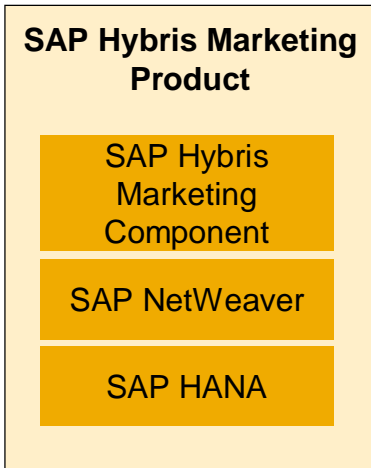 SAP Hybris Marketing
Product
SAP Hybris
Marketing
Component
SAP NetWeaver
SAP HANA